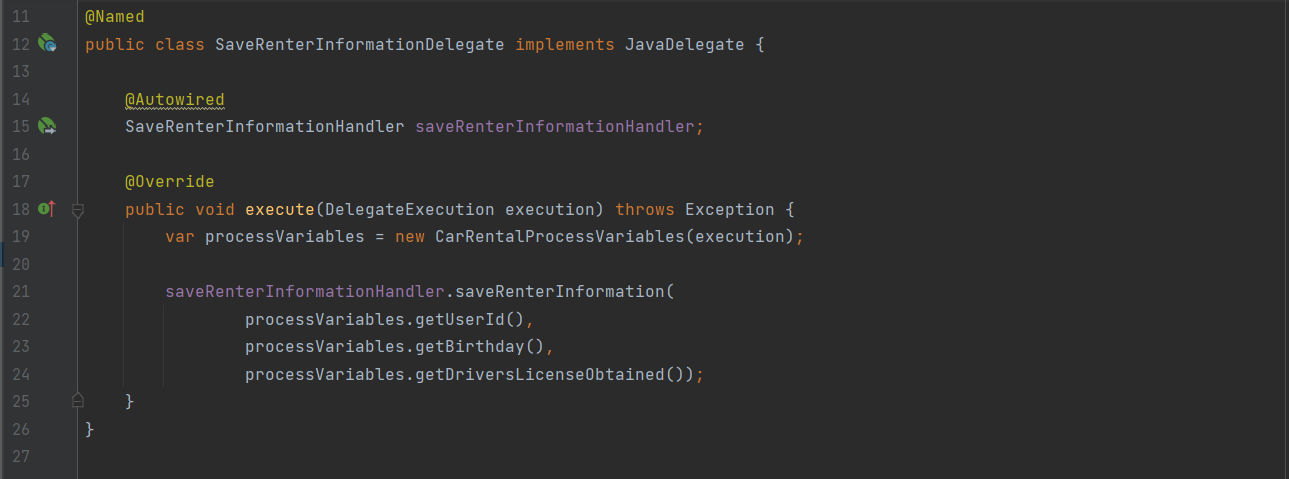 11 @Named
12 public class SaveRenterInformationDelegate implements JavaDelegate {
13
14     @Autowired
15     SaveRenterInformationHandler saveRenterInformationHandler;
16
17     @Override
18     public void execute(DelegateExecution execution) throws Exception {
19         var processVariables = new CarRentalProcessVariables(execution);
20
21         saveRenterInformationHandler.saveRenterInformation(
22                 processVariables.getUserId(),
23                 processVariables.getBirthday(),
24                 processVariables.getDriversLicenseObtained());
25     }
26 }
27